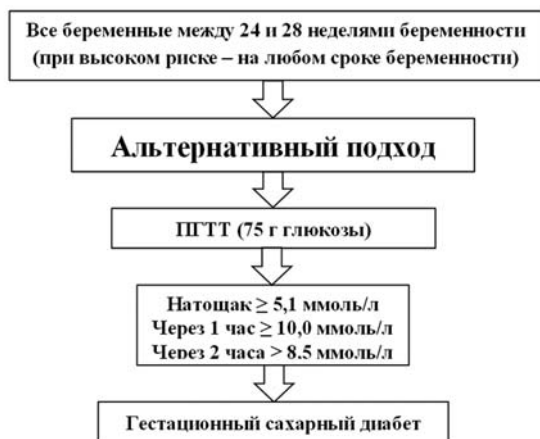 Все беременные между 24 и 28 неделями беременности
(при высоком риске – на любом сроке беременности)
Альтернативный подход
ПГТТ (75 г глюкозы)
Натощак ≥ 5,1 ммоль/л
Через 1 час ≥ 10,0 ммоль/л
Через 2 часа > 8,5 ммоль/л
Гестационный сахарный диабет